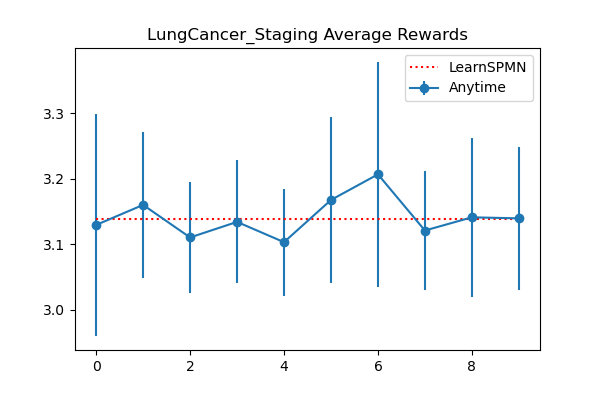 LungCancer_Staging Average Rewards
LearnSPMN
Anytime
3.3
3.2
3.1
3.0
0 2 4 6 8